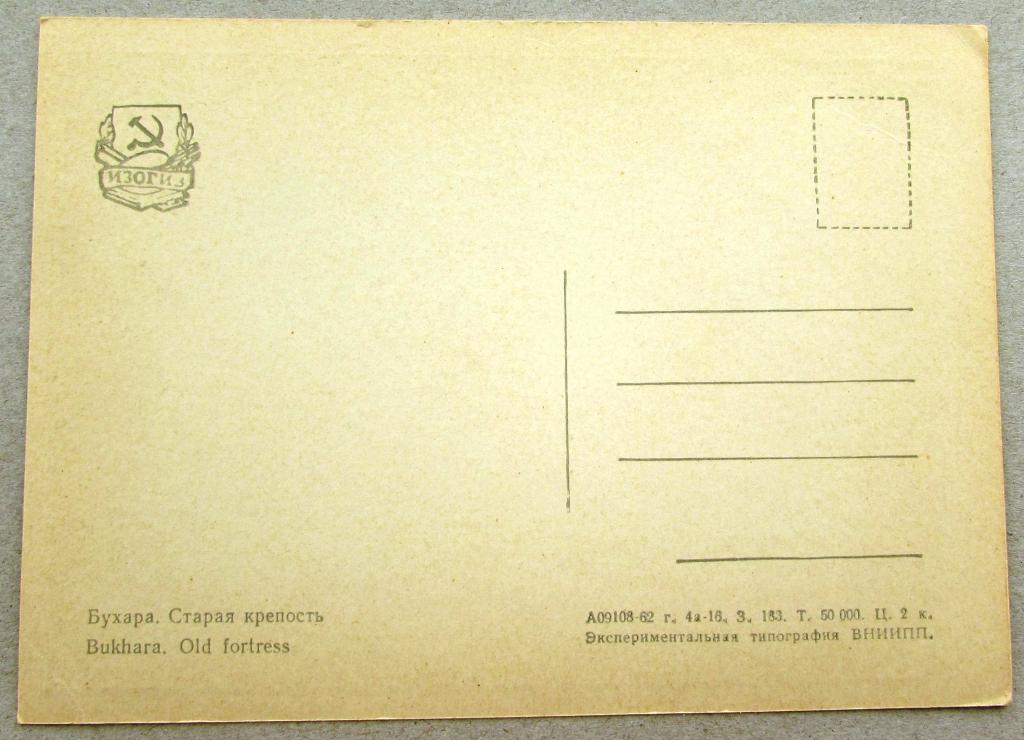 ИЗОГИЗ
Бухара. Старая крепость
Bukhara. Old fortress
А09108-62 г. 4а-16. З. 183. Т. 50 000. Ц. 2 к.
Экспериментальная типография ВНИИПП.